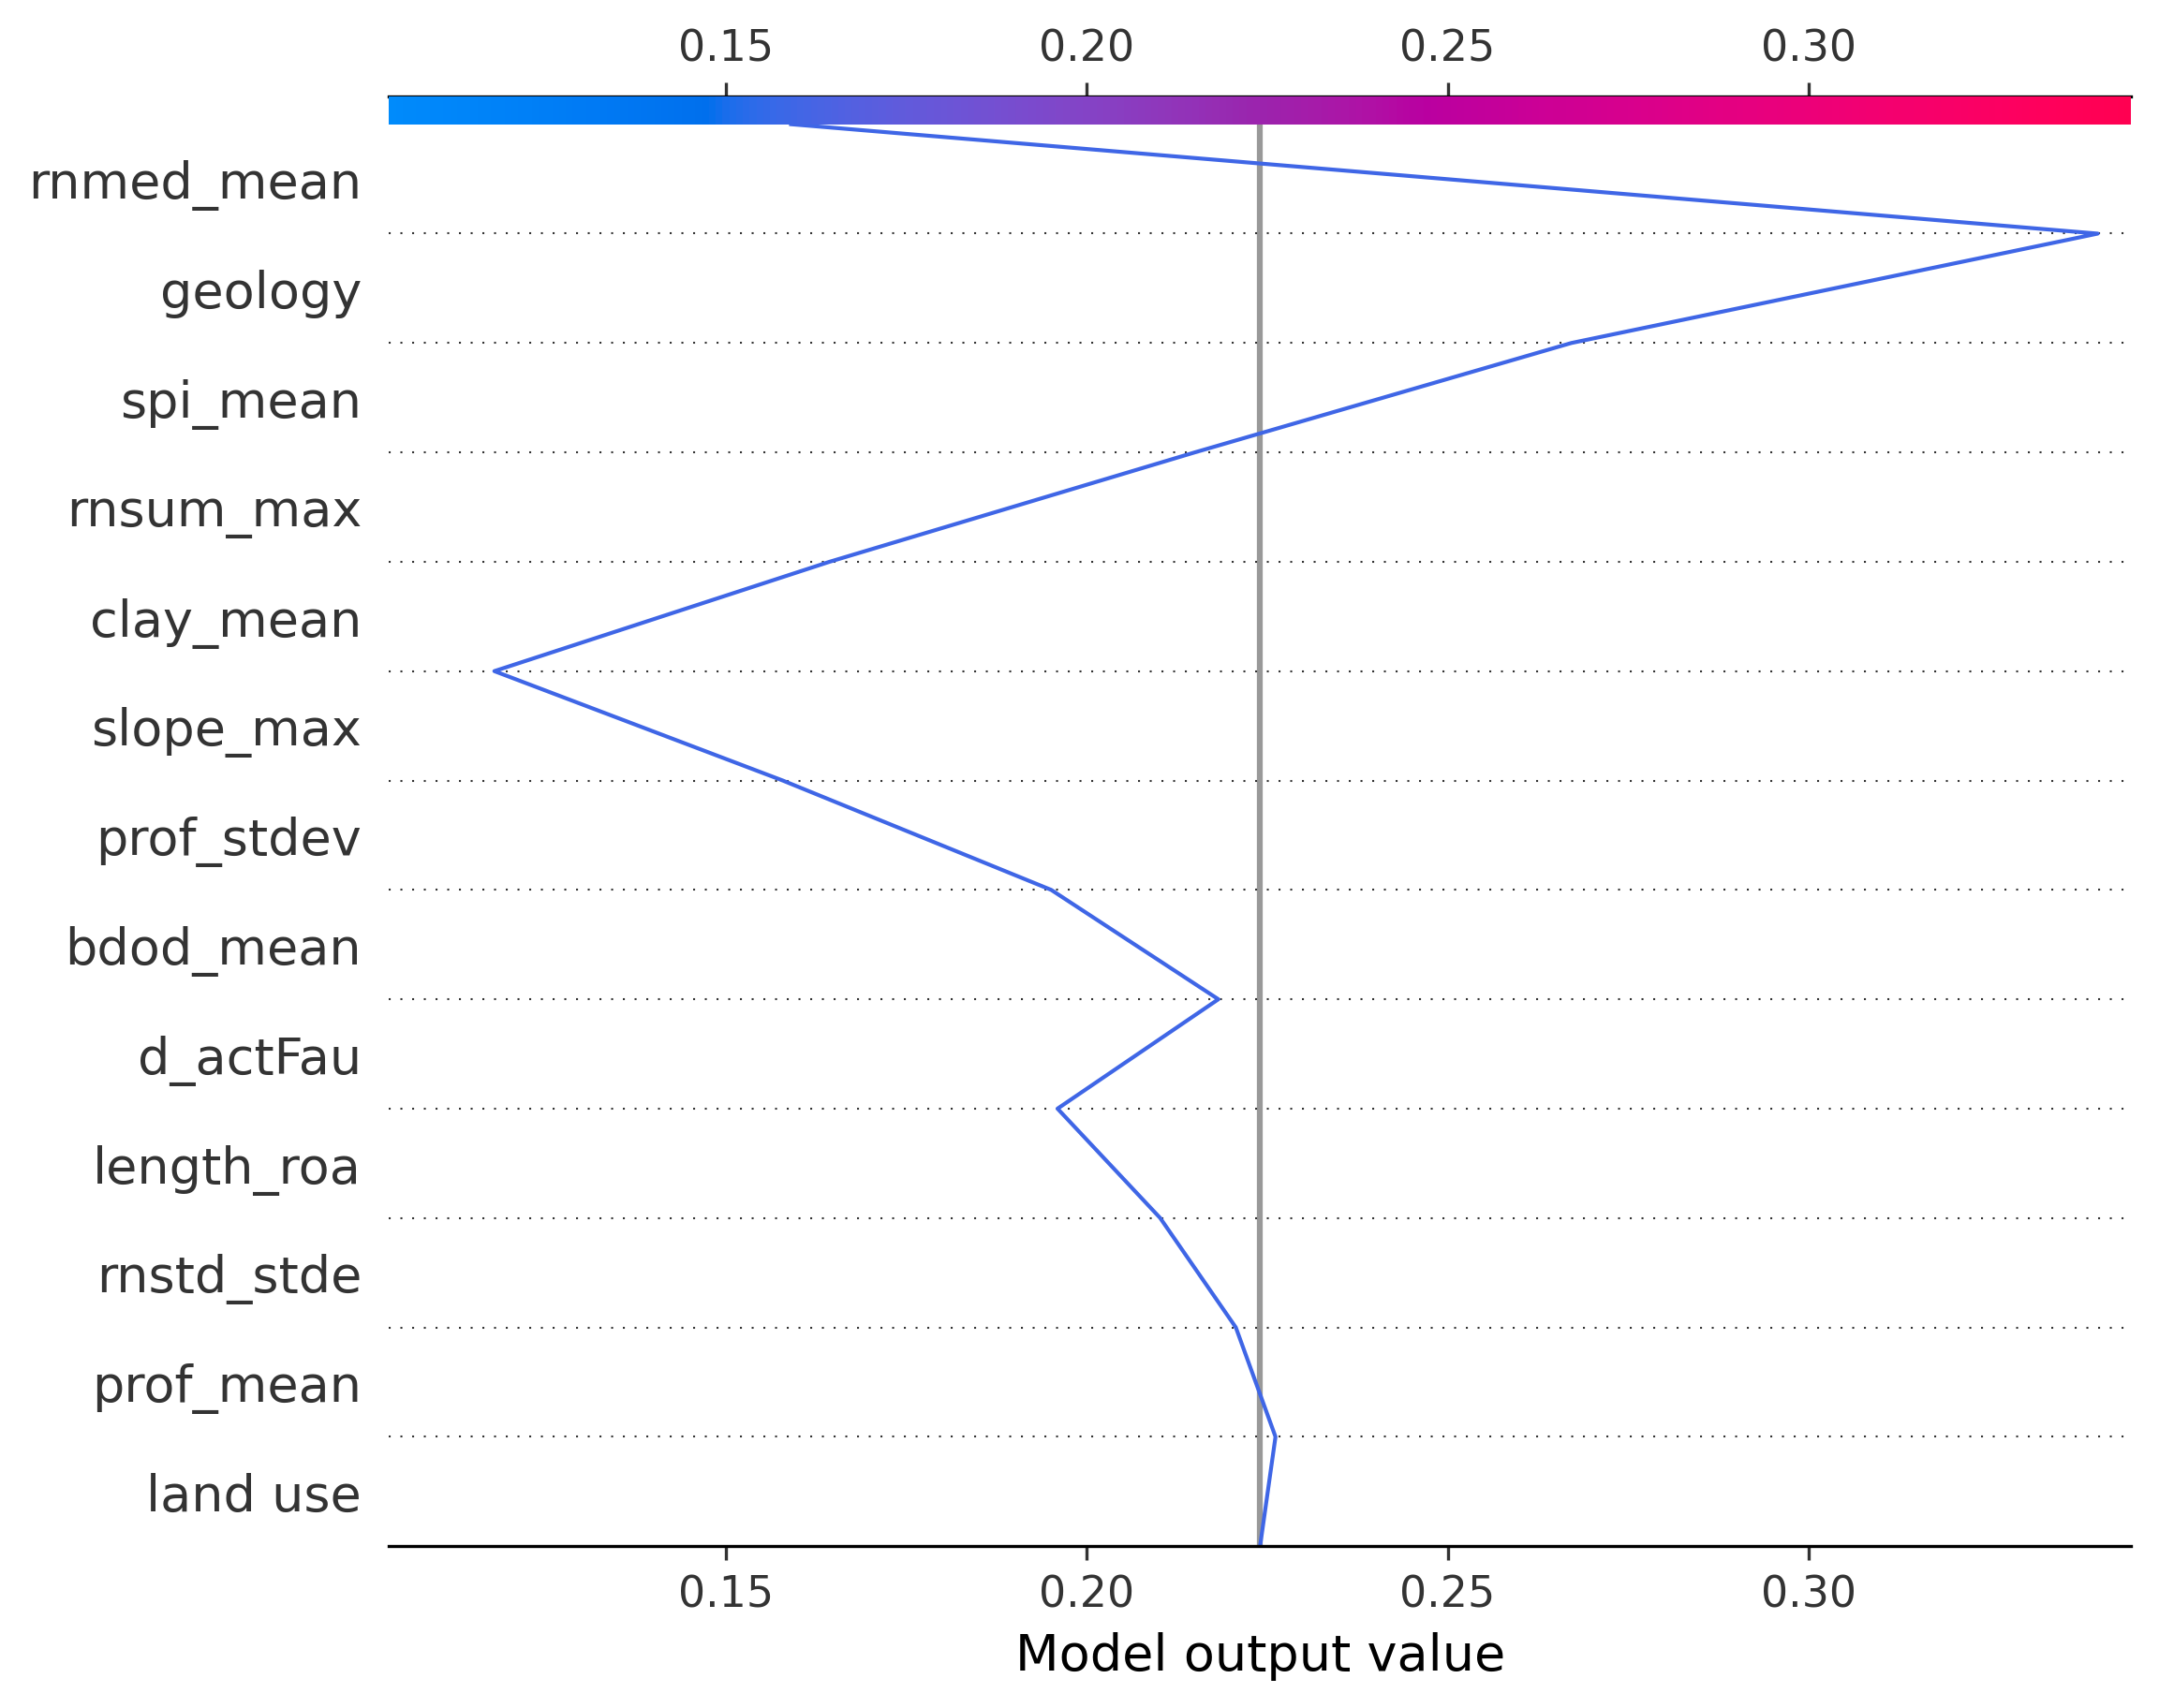 0.15 0.20 0.25 0.30
rnmed_mean
geology
spi_mean
rnsum_max
clay_mean
slope_max
prof_stdev
bdod_mean
d_actFau
length_roa
rnstd_stde
prof_mean
land use
0.15 0.20 0.25 0.30
Model output value